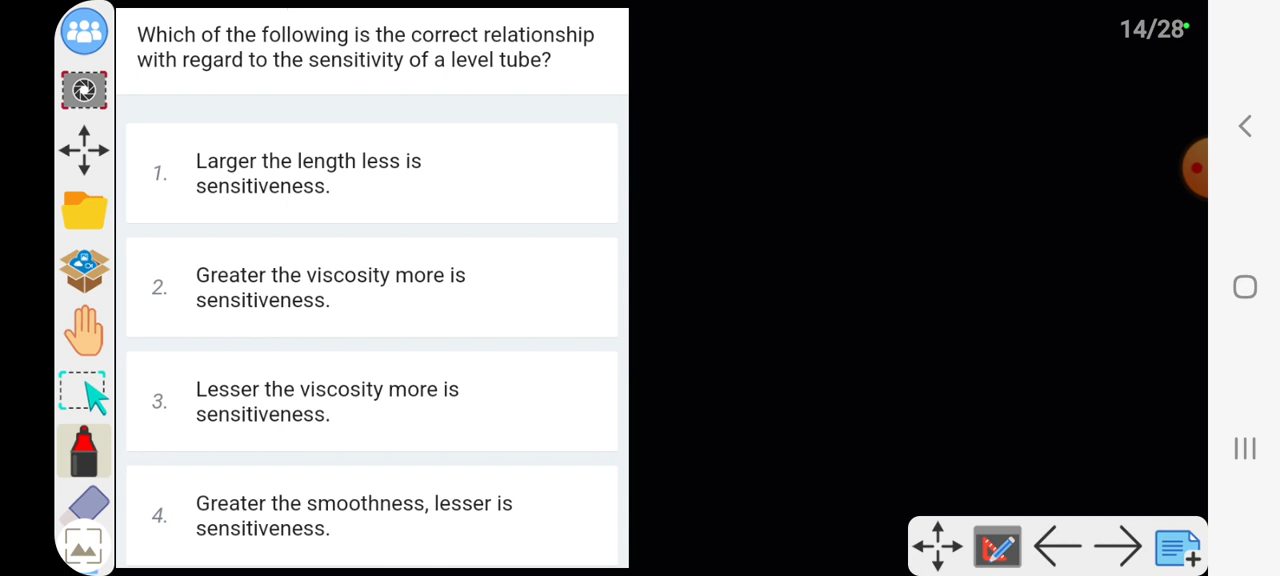 Which of the following is the correct relationship
with regard to the sensitivity of a level tube?
14/28
1. Larger the length less is
sensitiveness.
2. Greater the viscosity more is
sensitiveness.
3. Lesser the viscosity more is
sensitiveness.
4. Greater the smoothness, lesser is
sensitiveness.